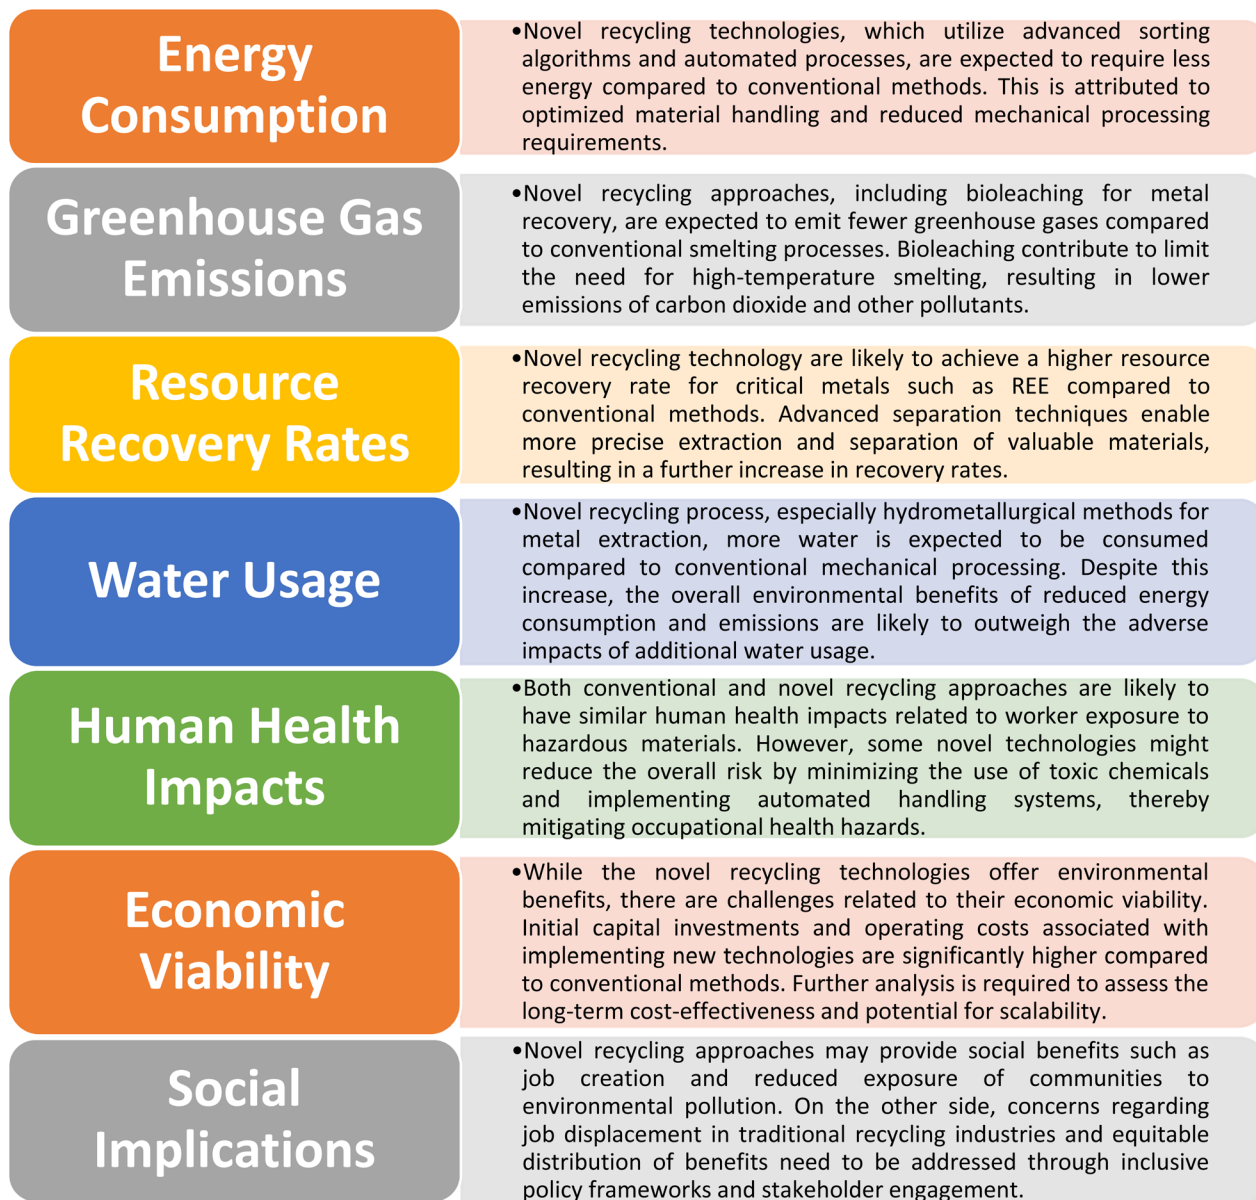 Energy
Consumption
•Novel recycling technologies, which utilize advanced sorting
algorithms and automated processes, are expected to require less
energy compared to conventional methods. This is attributed to
optimized material handling and reduced mechanical processing
requirements.
Greenhouse Gas
Emissions
•Novel recycling approaches, including bioleaching for metal
recovery, are expected to emit fewer greenhouse gases compared
to conventional smelting processes. Bioleaching contribute to limit
the need for high-temperature smelting, resulting in lower
emissions of carbon dioxide and other pollutants.
Resource
Recovery Rates
•Novel recycling technology are likely to achieve a higher resource
recovery rate for critical metals such as REE compared to
conventional methods. Advanced separation techniques enable
more precise extraction and separation of valuable materials,
resulting in a further increase in recovery rates.
Water Usage
•Novel recycling process, especially hydrometallurgical methods for
metal extraction, more water is expected to be consumed
compared to conventional mechanical processing. Despite this
increase, the overall environmental benefits of reduced energy
consumption and emissions are likely to outweigh the adverse
impacts of additional water usage.
Human Health
Impacts
•Both conventional and novel recycling approaches are likely to
have similar human health impacts related to worker exposure to
hazardous materials. However, some novel technologies might
reduce the overall risk by minimizing the use of toxic chemicals
and implementing automated handling systems, thereby
mitigating occupational health hazards.
Economic
Viability
•While the novel recycling technologies offer environmental
benefits, there are challenges related to their economic viability.
Initial capital investments and operating costs associated with
implementing new technologies are significantly higher compared
to conventional methods. Further analysis is required to assess the
long-term cost-effectiveness and potential for scalability.
Social
Implications
•Novel recycling approaches may provide social benefits such as
job creation and reduced exposure of communities to
environmental pollution. On the other side, concerns regarding
job displacement in traditional recycling industries and equitable
distribution of benefits need to be addressed through inclusive
policy frameworks and stakeholder engagement.